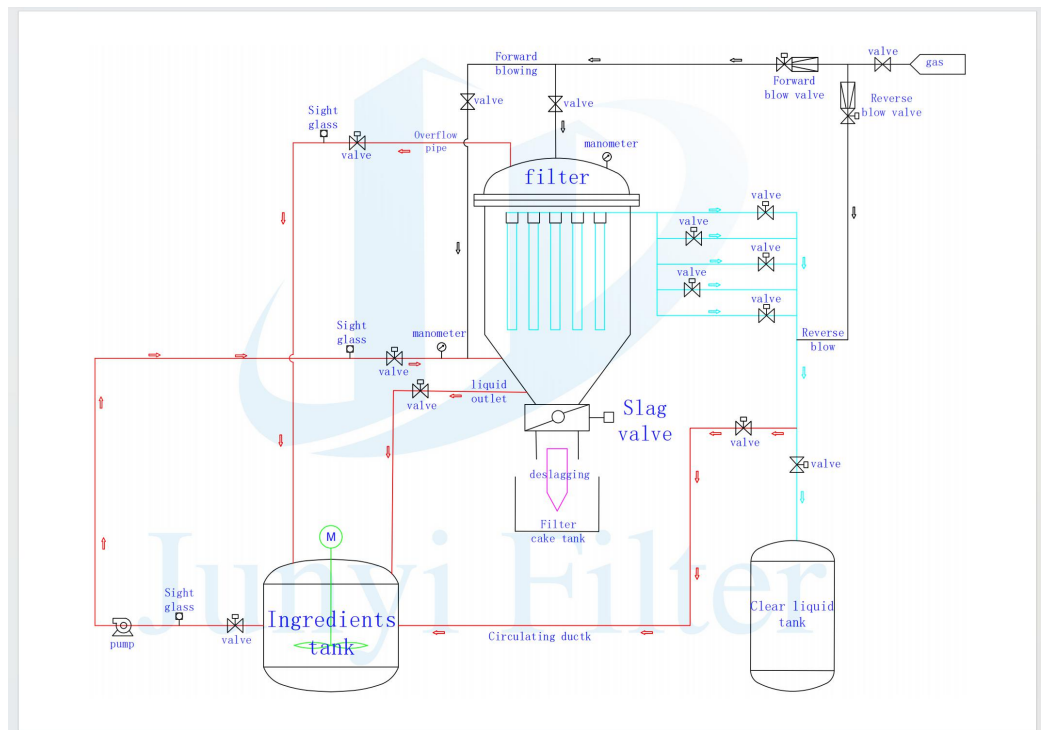 Forward
blowing
valve
gas
Forward
blow valve
Reverse
blow valve
valve
valve
Sight
glass
Overflow
pipe
valve
manometer
filter
valve
valve
valve
valve
valve
Sight
glass
manometer
valve
Reverse
blow
liquid
outlet
valve
Slag
valve
valve
valve
deslagging
Filter
cake tank
M
Junyi Filter
Sight
glass
Ingredients
tank
valve
pump
Circulating ductk
Clear liquid
tank